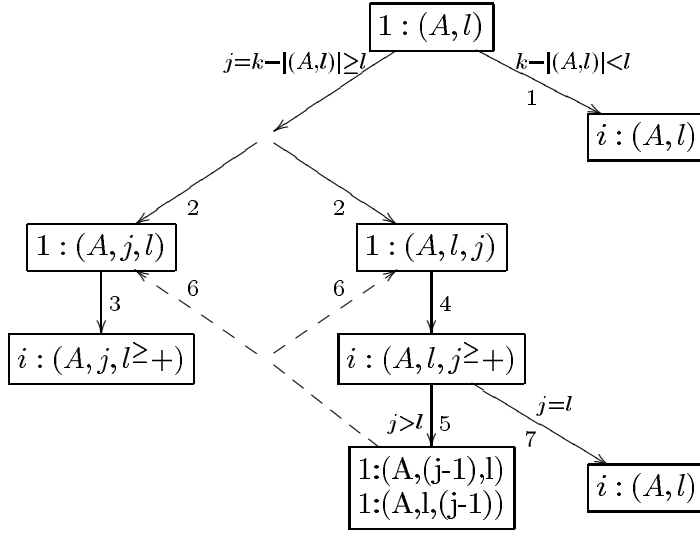 1 : (A, l)
j=k−|(A,l)|≥l
k−|(A,l)|<l
1
i : (A, l)
2
2
1 : (A, j, l)
1 : (A, l, j)
6
6
3
4
i : (A, j, l≥+)
i : (A, l, j≥+)
j>l
5
j=l
7
1:(A,(j-1),l)
1:(A,l,(j-1))
i : (A, l)